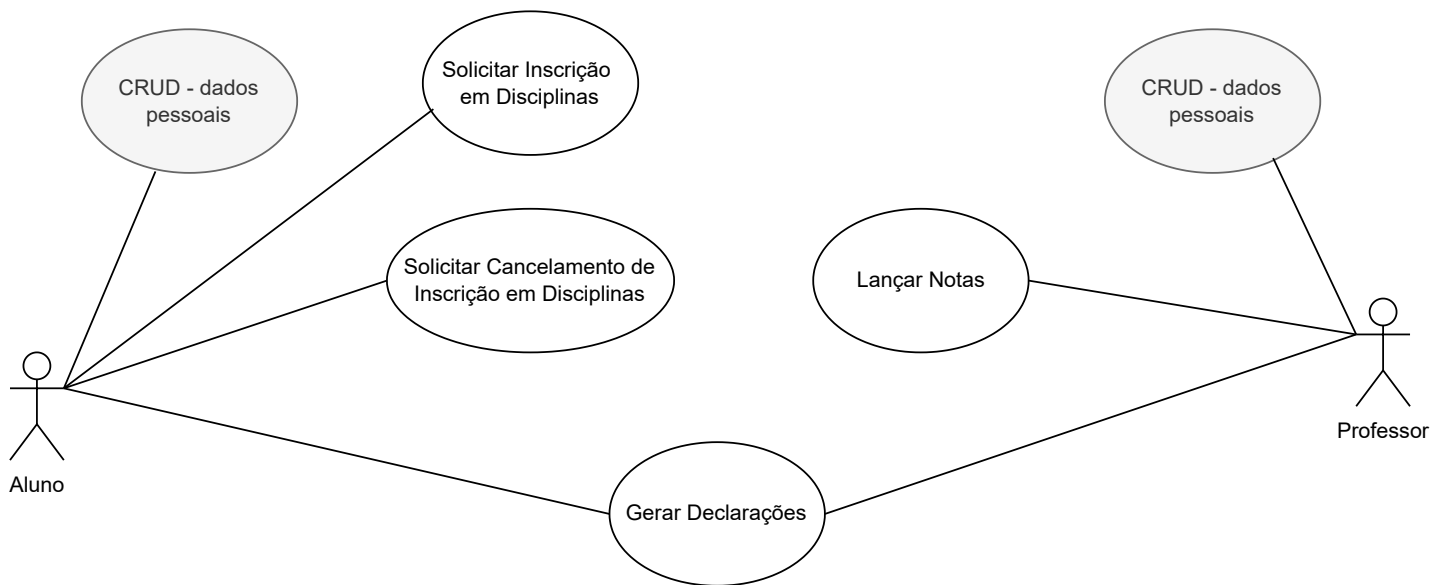 CRUD - dados
pessoais
Solicitar Inscrição
em Disciplinas
CRUD - dados
pessoais
Solicitar Cancelamento de
Inscrição em Disciplinas
Lançar Notas
Professor
Aluno
Gerar Declarações